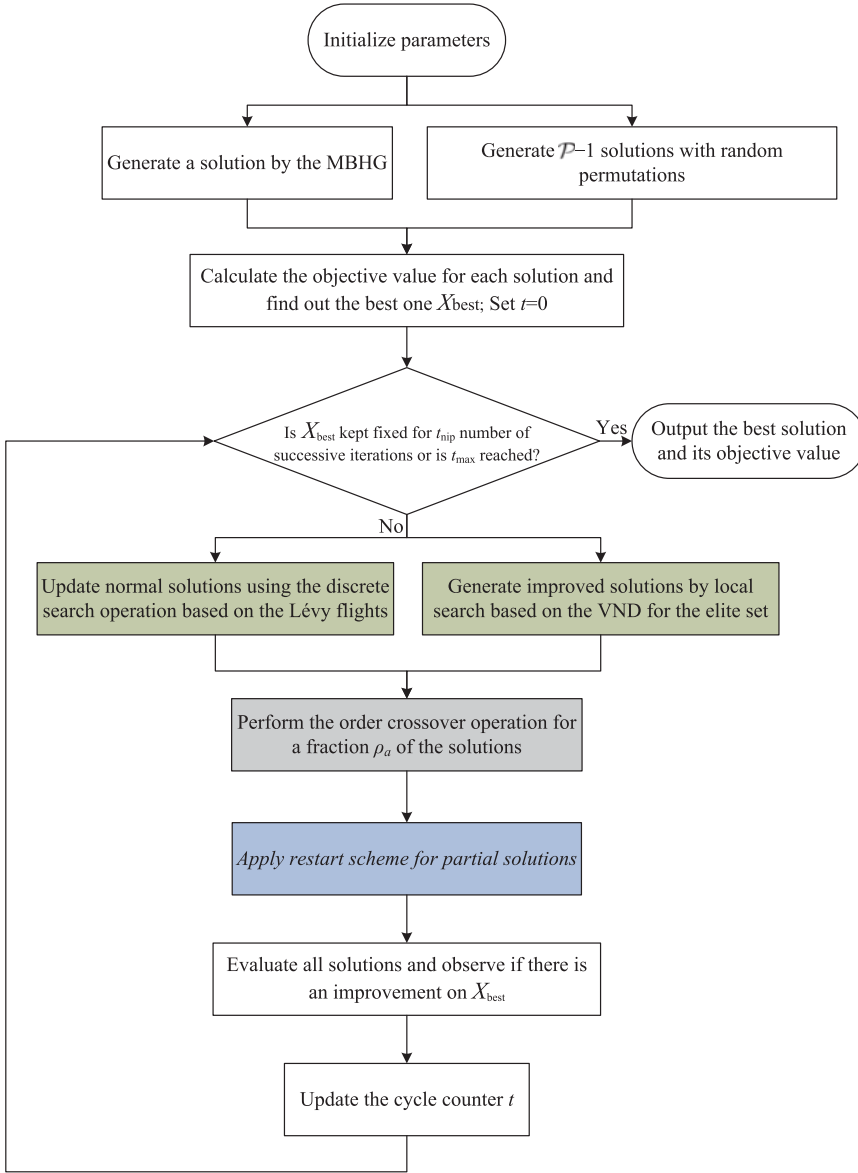 Initialize parameters
Generate a solution by the MBHG
Generate 𝒫−1 solutions with random
permutations
Calculate the objective value for each solution and
find out the best one Xbest; Set t=0
Is Xbest kept fixed for tnip number of
successive iterations or is tmax reached?
Yes
Output the best solution
and its objective value
No
Update normal solutions using the discrete
search operation based on the Lévy flights
Generate improved solutions by local
search based on the VND for the elite set
Perform the order crossover operation for
a fraction ρa of the solutions
Apply restart scheme for partial solutions
Evaluate all solutions and observe if there is
an improvement on Xbest
Update the cycle counter t